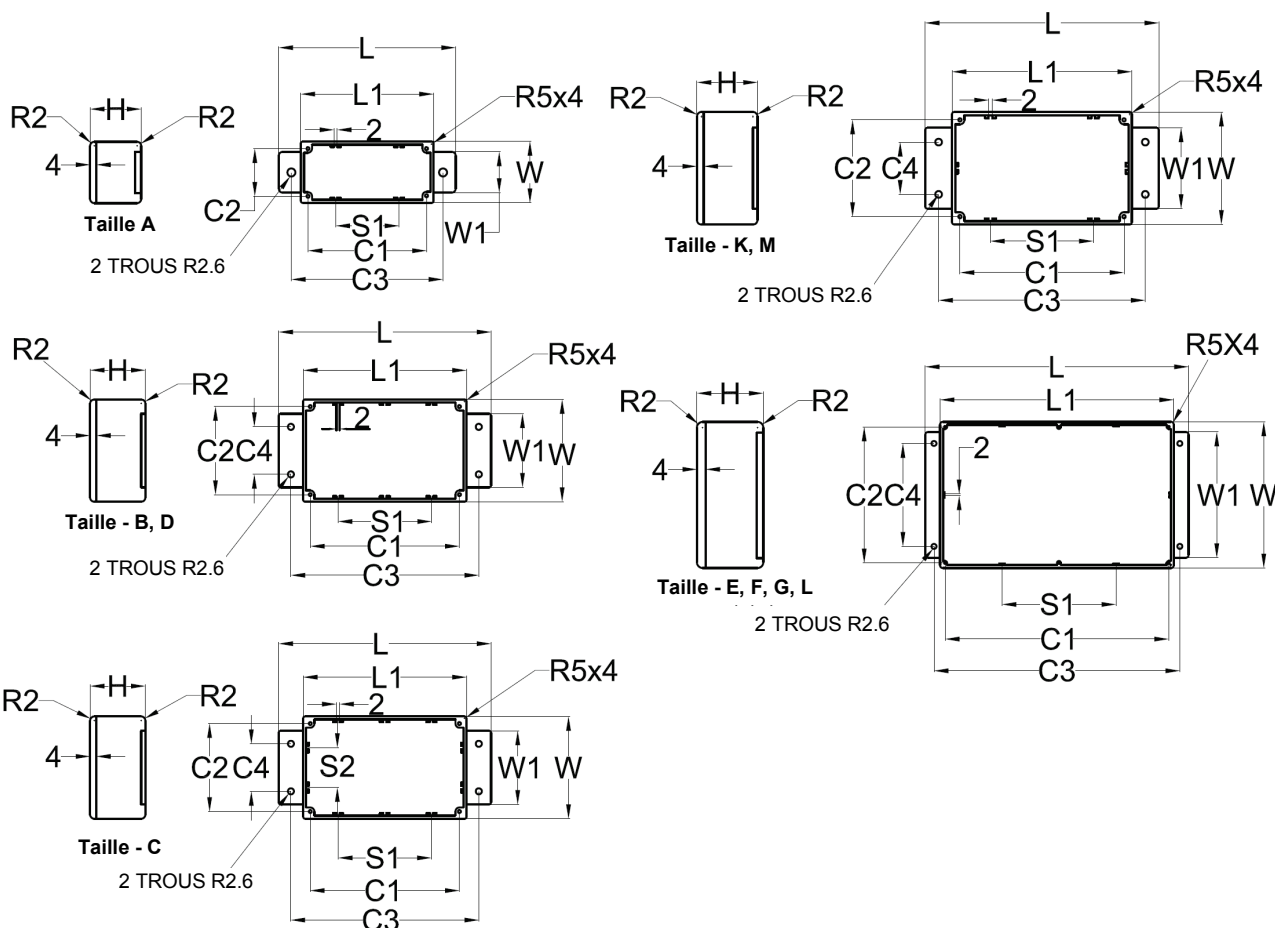 L
L1
R2
H
R2
R5x4
2
4
W
C2
W1
S1
C1
C3
Taille A
2 TROUS R2.6
L
L1
R2
H
R2
R5x4
2
4
C2
C4
W1
W
S1
C1
C3
Taille - K, M
2 TROUS R2.6
L
L1
R2
H
R2
R5x4
2
4
C2
C4
W1
W
S1
C1
C3
Taille - B, D
2 TROUS R2.6
L
L1
R2
H
R2
R5X4
2
4
C2
C4
W1
W
S1
C1
C3
Taille - E, F, G, L
2 TROUS R2.6
L
L1
R2
H
R2
R5x4
2
4
C2
C4
S2
W1
W
S1
C1
C3
Taille - C
2 TROUS R2.6